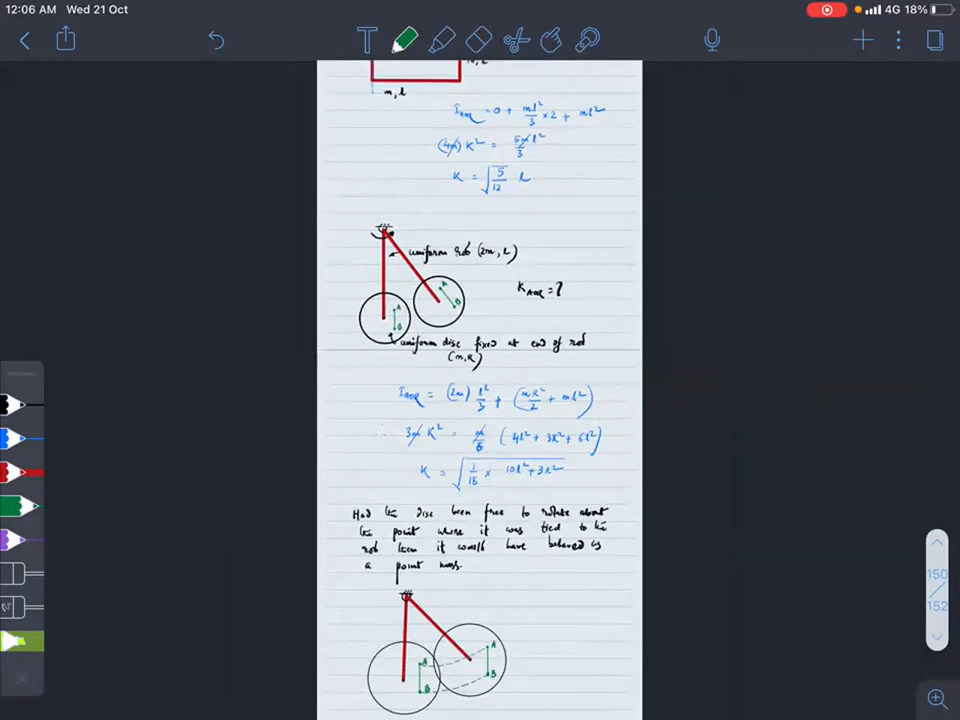 12:06 AM Wed 21 Oct
4G 18%
T
m, l
m, l
I_AOR = 0 + ml²/3 ×2 + ml²
(4m) K² = 5ml²/3
K = √(5/12) l
uniform rod (2m, l)
K_AOR = ?
A
B
A
B
uniform disc fixed at end of rod
(m,R)
I_AOR = (2m) l²/3 + (mR²/2 + ml²)
3m K² = m/6 (4l² + 3R² + 6l²)
K = √(1/18 × 10l² + 3R²)
Had the disc been free to rotate about
the point where it was tied to the
rod then it would have behaved as
a point mass.
A
B
A
B
150
152